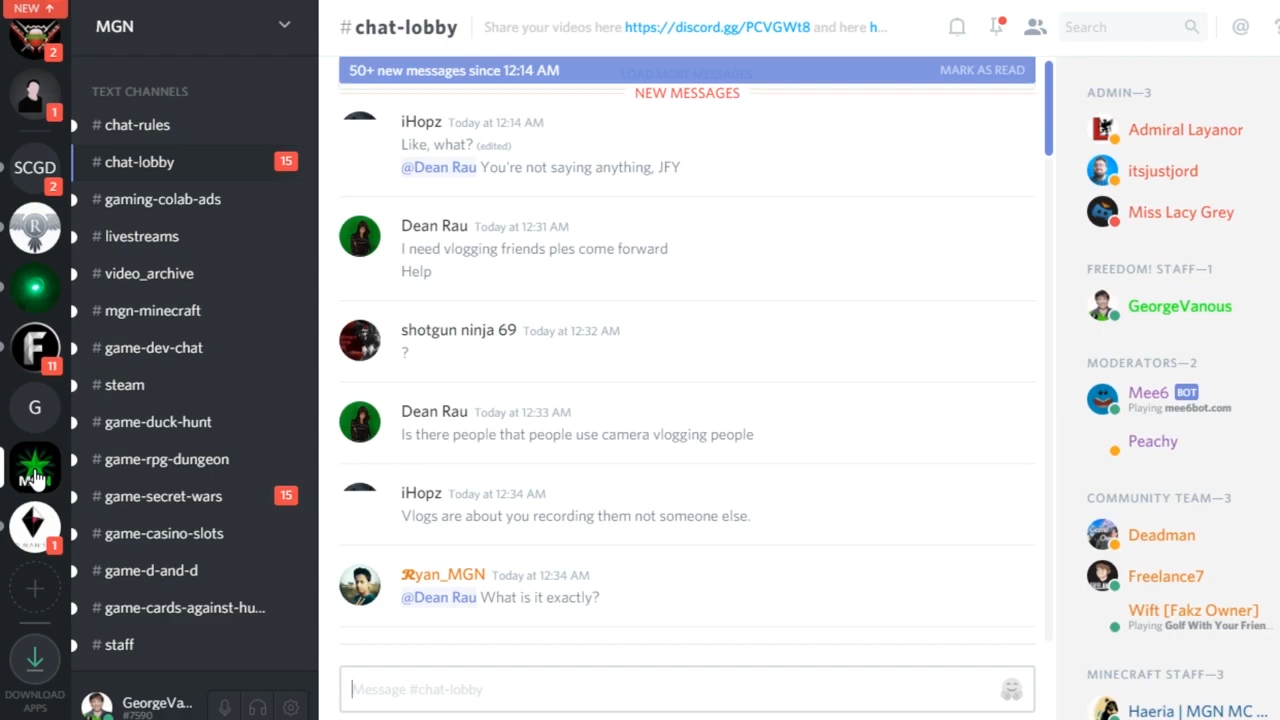 NEW ↑
2
1
SCGD
2
R
F
11
G
1
DOWNLOAD
APPS
MGN
TEXT CHANNELS
# chat-rules
# chat-lobby 15
# gaming-colab-ads
# livestreams
# video_archive
# mgn-minecraft
# game-dev-chat
# steam
# game-duck-hunt
# game-rpg-dungeon
# game-secret-wars 15
# game-casino-slots
# game-d-and-d
# game-cards-against-hu...
# staff
GeorgeVa...
#7590
# chat-lobby Share your videos here https://discord.gg/PCVGWt8 and here h...
Search
@
50+ new messages since 12:14 AM LOAD MORE MESSAGES MARK AS READ
NEW MESSAGES
iHopz Today at 12:14 AM
Like, what? (edited)
@Dean Rau You're not saying anything, JFY
Dean Rau Today at 12:31 AM
I need vlogging friends ples come forward
Help
shotgun ninja 69 Today at 12:32 AM
?
Dean Rau Today at 12:33 AM
Is there people that people use camera vlogging people
iHopz Today at 12:34 AM
Vlogs are about you recording them not someone else.
Ryan_MGN Today at 12:34 AM
@Dean Rau What is it exactly?
Message #chat-lobby
ADMIN—3
Admiral Layanor
itsjustjord
Miss Lacy Grey
FREEDOM! STAFF—1
GeorgeVanous
MODERATORS—2
Mee6 BOT
Playing mee6bot.com
Peachy
COMMUNITY TEAM—3
Deadman
Freelance7
Wift [Fakz Owner]
Playing Golf With Your Frien...
MINECRAFT STAFF—3
Haeria | MGN MC ...